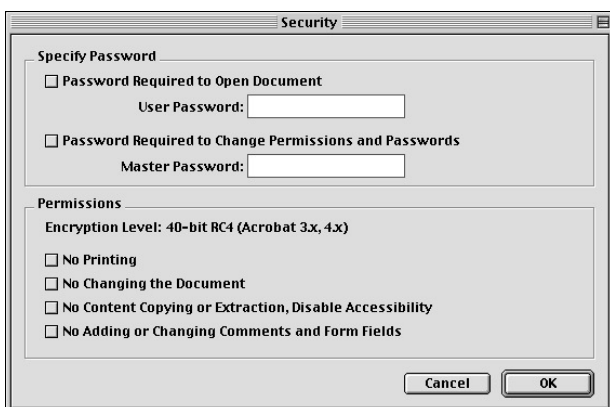 Security
Specify Password
Password Required to Open Document
User Password:
Password Required to Change Permissions and Passwords
Master Password:
Permissions
Encryption Level: 40-bit RC4 (Acrobat 3.x, 4.x)
No Printing
No Changing the Document
No Content Copying or Extraction, Disable Accessibility
No Adding or Changing Comments and Form Fields
Cancel OK